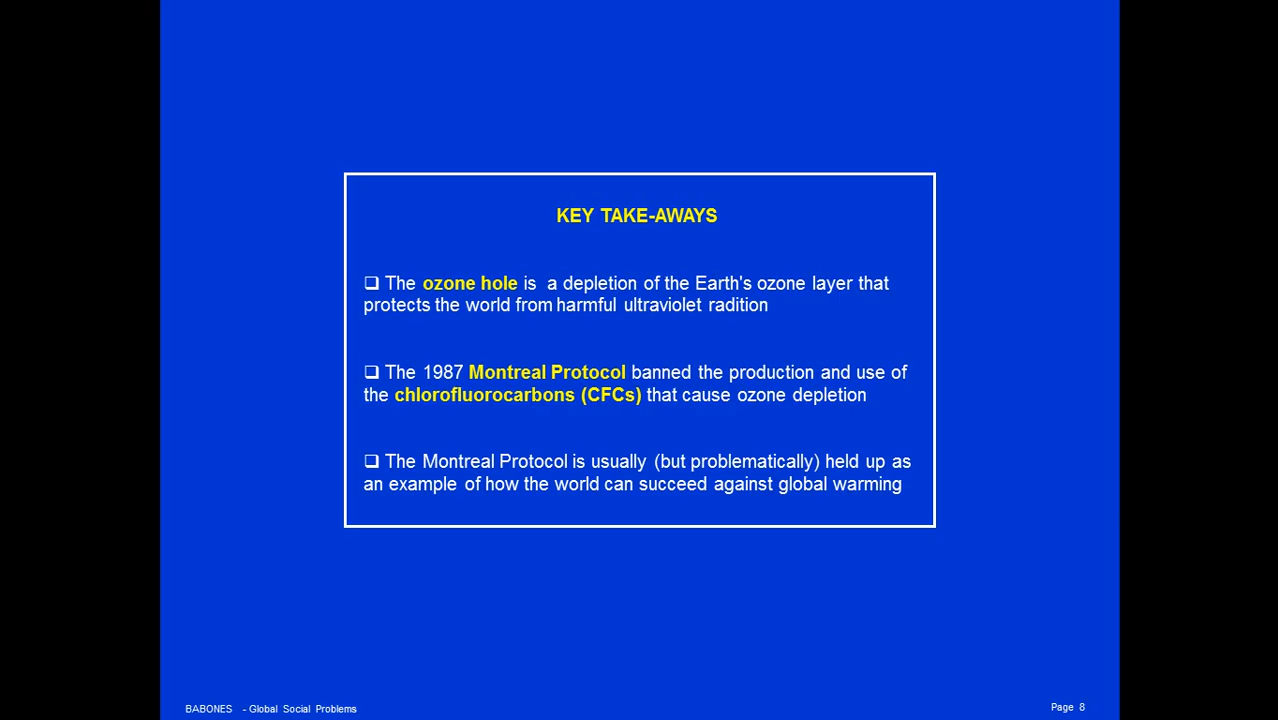 KEY TAKE-AWAYS
❑ The ozone hole is a depletion of the Earth's ozone layer that
protects the world from harmful ultraviolet radition
❑ The 1987 Montreal Protocol banned the production and use of
the chlorofluorocarbons (CFCs) that cause ozone depletion
❑ The Montreal Protocol is usually (but problematically) held up as
an example of how the world can succeed against global warming
BABONES - Global Social Problems
Page 8